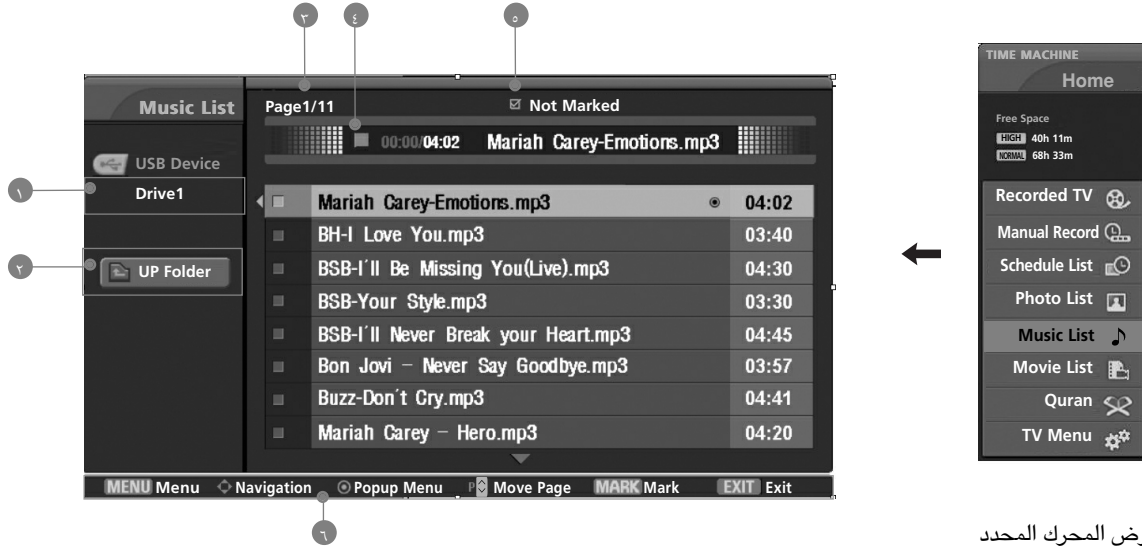 ٣ ٤ ٥
Music List
Page1/11
Not Marked
00:00/04:02 Mariah Carey-Emotions.mp3
USB Device
١
Drive1
٢
UP Folder
Mariah Carey-Emotions.mp3 04:02
BH-I Love You.mp3 03:40
BSB-I´ll Be Missing You(Live).mp3 04:30
BSB-Your Style.mp3 03:30
BSB-I´ll Never Break your Heart.mp3 04:45
Bon Jovi – Never Say Goodbye.mp3 03:57
Buzz-Don´t Cry.mp3 04:41
Mariah Carey – Hero.mp3 04:20
MENU Menu Navigation Popup Menu P Move Page MARK Mark EXIT Exit
٦
TIME MACHINE
Home
Free Space
HIGH 40h 11m
NORMAL 68h 33m
Recorded TV
Manual Record
Schedule List
Photo List
Music List
Movie List
Quran
TV Menu
المحرك المحدد